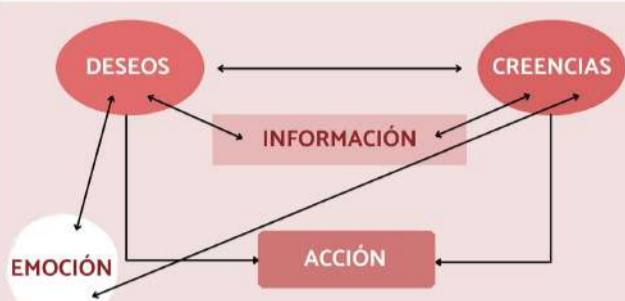 DESEOS
CREENCIAS
INFORMACIÓN
EMOCIÓN
ACCIÓN